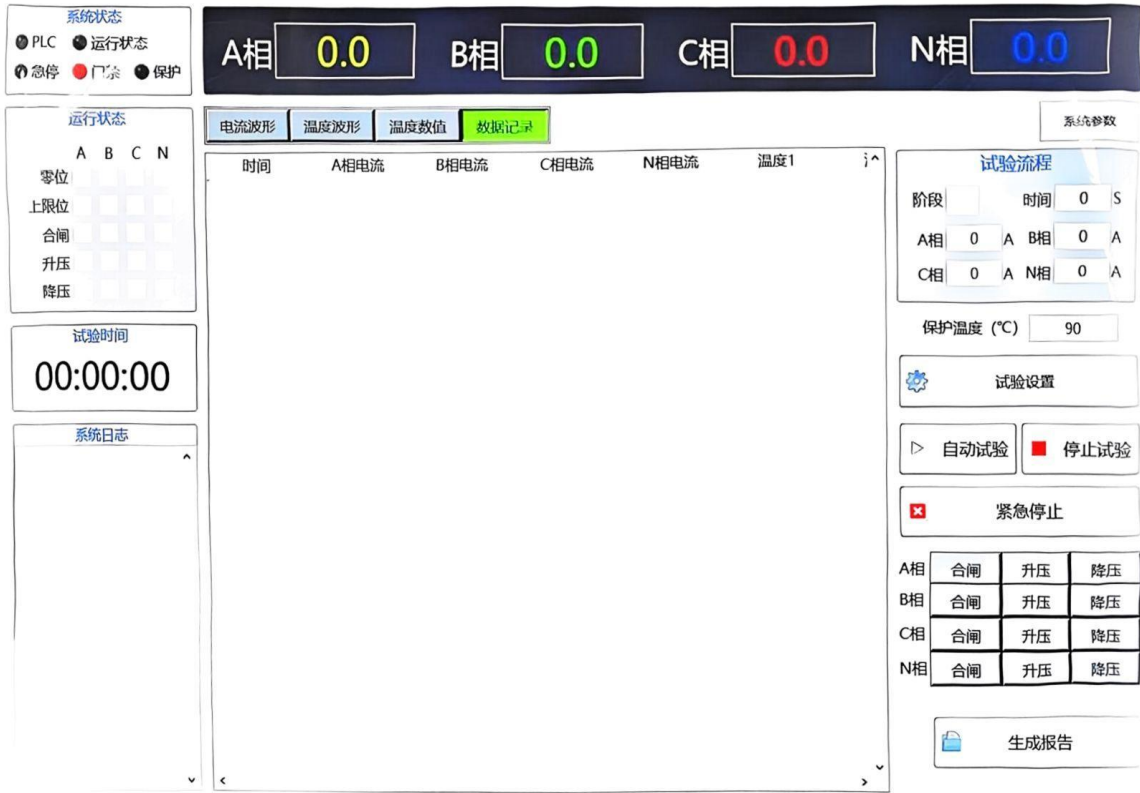 系统状态
PLC 运行状态
急停 门禁 保护
A相 0.0 B相 0.0 C相 0.0 N相 0.0
运行状态
A B C N
零位
上限位
合闸
升压
降压
试验时间
00:00:00
系统日志
电流波形 温度波形 温度数值 数据记录
时间 A相电流 B相电流 C相电流 N相电流 温度1
系统参数
试验流程
阶段 时间 0 S
A相 0 A B相 0 A
C相 0 A N相 0 A
保护温度 (℃) 90
试验设置
自动试验 停止试验
紧急停止
A相 合闸 升压 降压
B相 合闸 升压 降压
C相 合闸 升压 降压
N相 合闸 升压 降压
生成报告